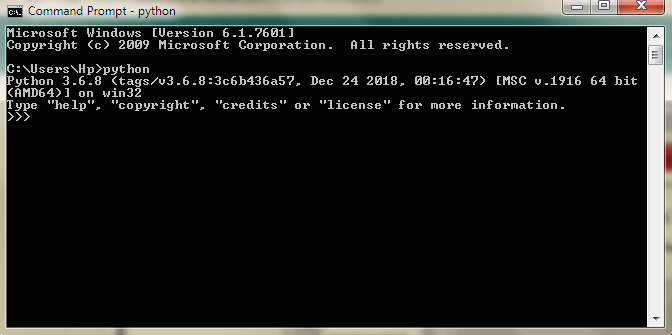 Command Prompt - python
Microsoft Windows [Version 6.1.7601]
Copyright (c) 2009 Microsoft Corporation.  All rights reserved.
C:\Users\Hp>python
Python 3.6.8 (tags/v3.6.8:3c6b436a57, Dec 24 2018, 00:16:47) [MSC v.1916 64 bit
(AMD64)] on win32
Type "help", "copyright", "credits" or "license" for more information.
>>>